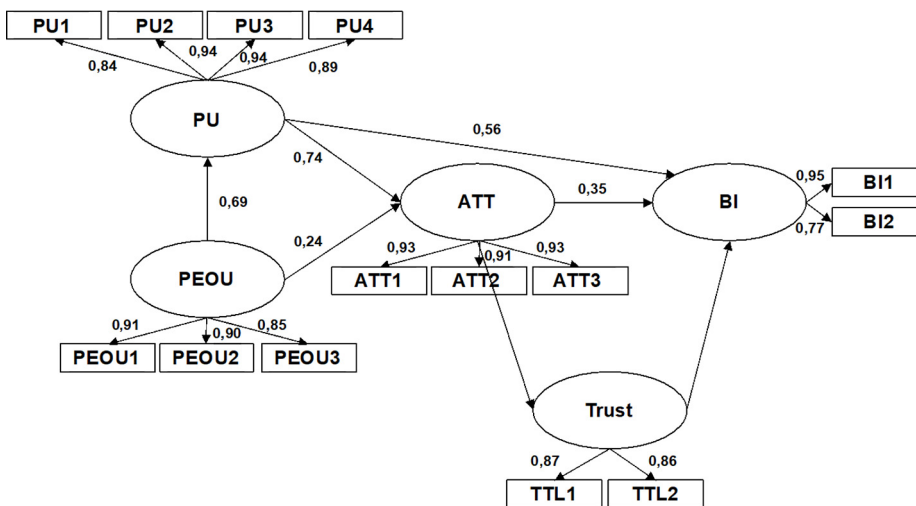 PU1 PU2 PU3 PU4
0,84 0,94 0,94 0,89
PU
0,56
0,74
0,69
ATT
0,35
BI
0,95
BI1
0,77
BI2
0,24
PEOU
0,93 0,91 0,93
ATT1 ATT2 ATT3
0,91 0,90 0,85
PEOU1 PEOU2 PEOU3
Trust
0,87 0,86
TTL1 TTL2